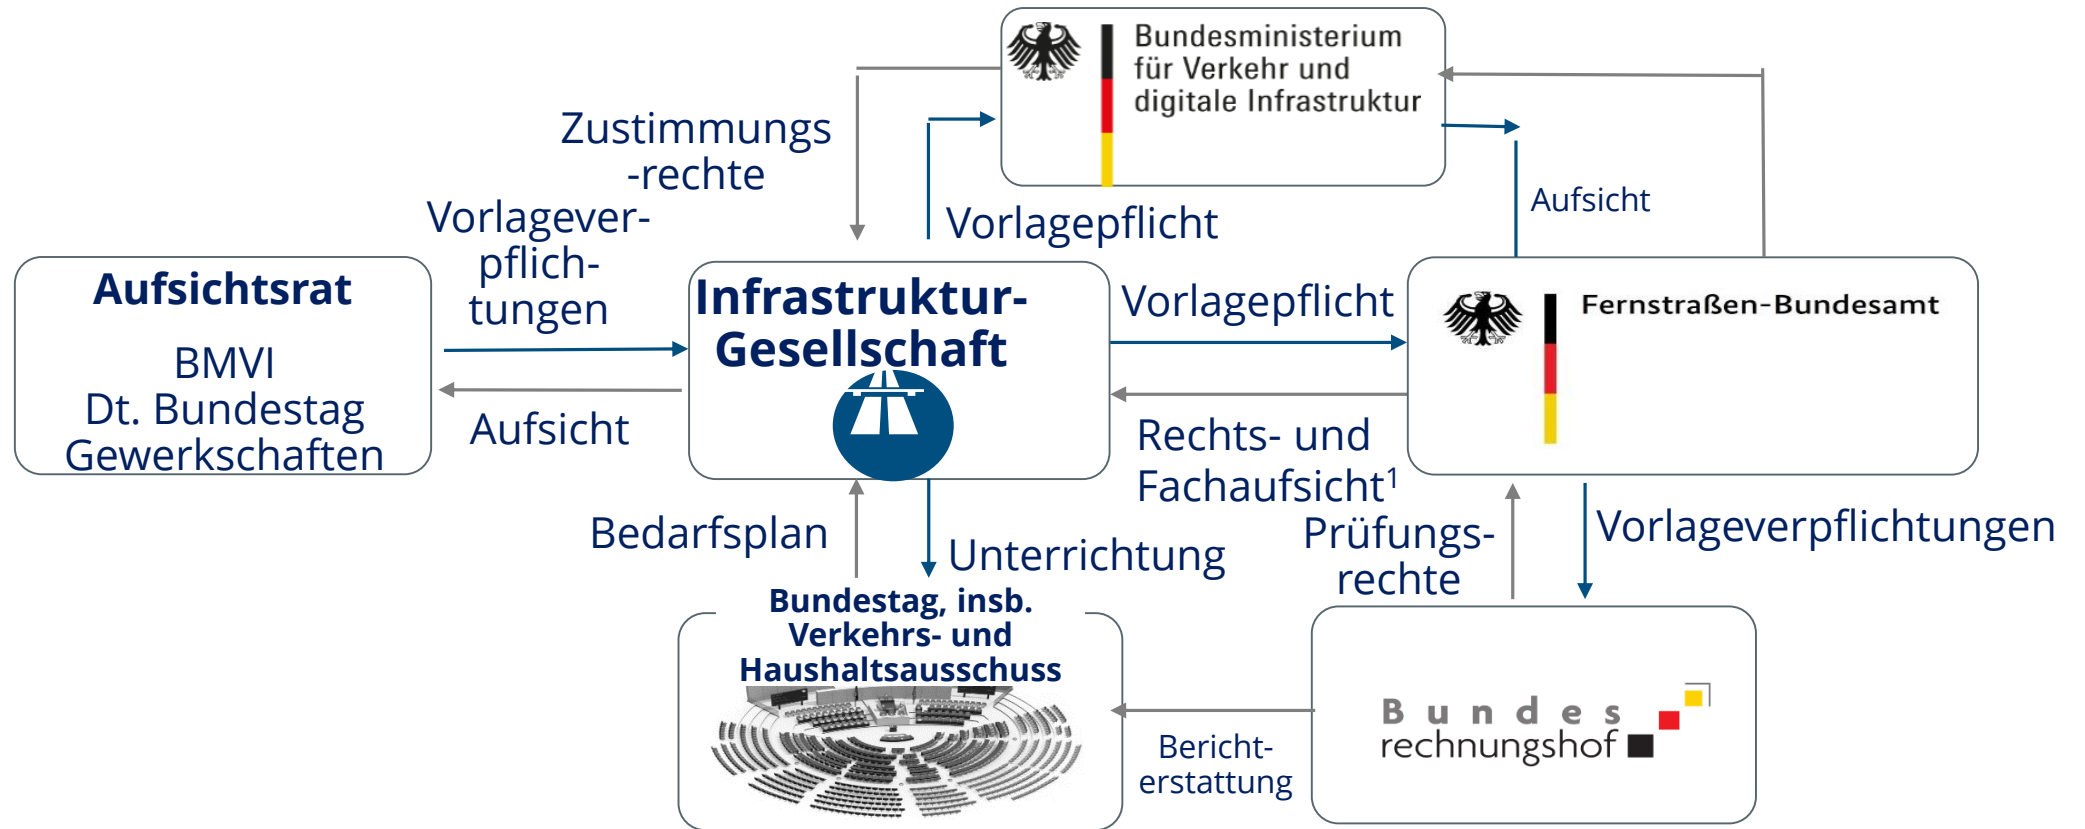 Bundesministerium
für Verkehr und
digitale Infrastruktur
Zustimmungs
-rechte
Vorlagepflicht
Aufsicht
Vorlagever-
pflich-
tungen
Aufsichtsrat
BMVI
Dt. Bundestag
Gewerkschaften
Aufsicht
Infrastruktur-
Gesellschaft
Vorlagepflicht
Rechts- und
Fachaufsicht¹
Fernstraßen-Bundesamt
Bedarfsplan
Unterrichtung
Prüfungs-
rechte
Vorlageverpflichtungen
Bundestag, insb.
Verkehrs- und
Haushaltsausschuss
Bericht-
erstattung
Bundes
rechnungshof